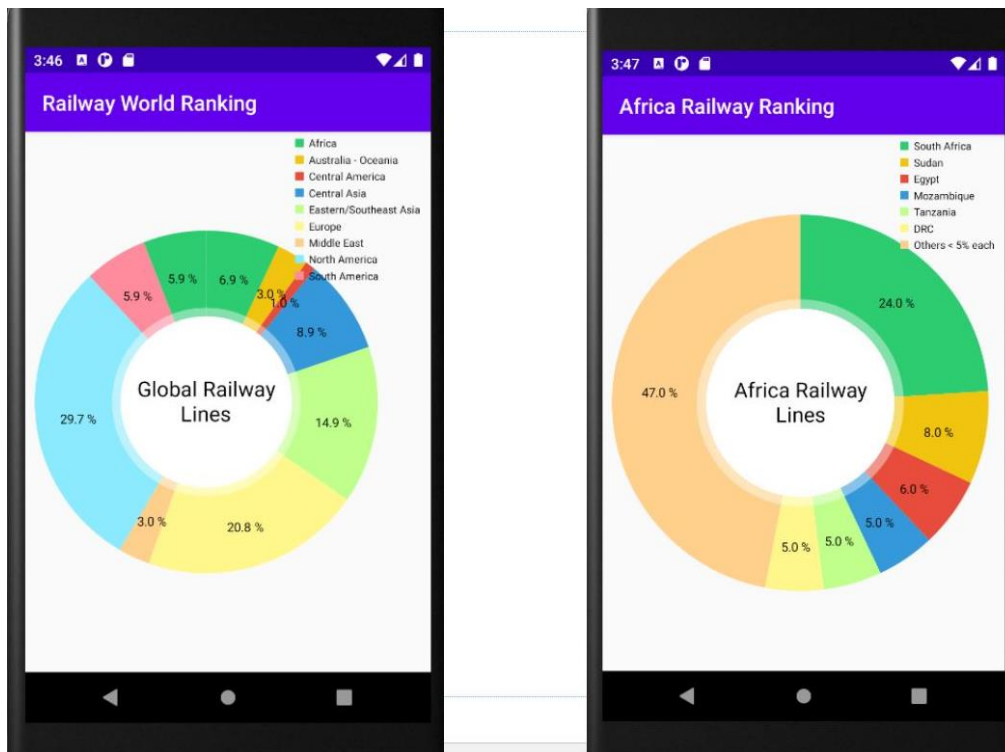 3:46
Railway World Ranking
Africa
Australia - Oceania
Central America
Central Asia
Eastern/Southeast Asia
Europe
Middle East
North America
South America
5.9 %
6.9 %
3.0 %
1.0 %
5.9 %
8.9 %
Global Railway
Lines
29.7 %
14.9 %
3.0 %
20.8 %
3:47
Africa Railway Ranking
South Africa
Sudan
Egypt
Mozambique
Tanzania
DRC
Others < 5% each
24.0 %
47.0 %
Africa Railway
Lines
8.0 %
6.0 %
5.0 %
5.0 %
5.0 %